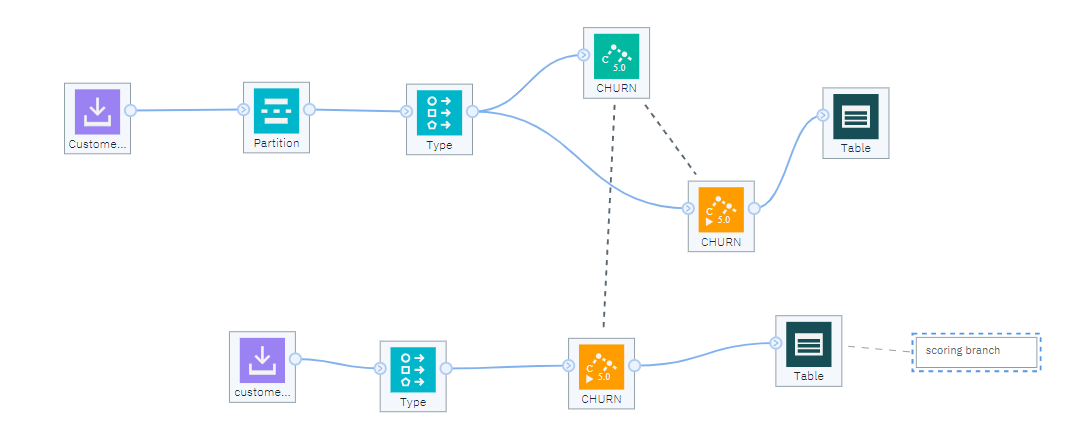 C 5.0
CHURN
Custome...
Partition
Type
Table
C 5.0
CHURN
custome...
Type
C 5.0
CHURN
Table
scoring branch